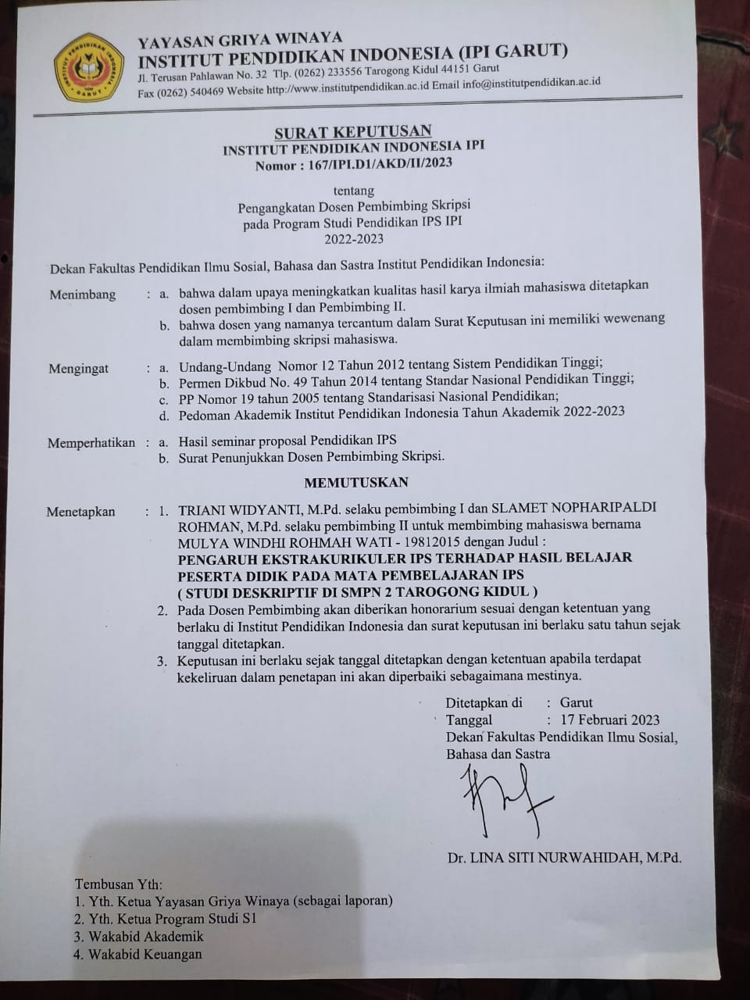 YAYASAN GRIYA WINAYA
INSTITUT PENDIDIKAN INDONESIA (IPI GARUT)
Jl. Terusan Pahlawan No. 32 Tlp. (0262) 233556 Tarogong Kidul 44151 Garut
Fax (0262) 540469 Website http://www.institutpendidikan.ac.id Email info@institutpendidikan.ac.id
INSTITUT PENDIDIKAN INDONESIA
GARUT
SURAT KEPUTUSAN
INSTITUT PENDIDIKAN INDONESIA IPI
Nomor : 167/IPI.D1/AKD/II/2023
tentang
Pengangkatan Dosen Pembimbing Skripsi
pada Program Studi Pendidikan IPS IPI
2022-2023
Dekan Fakultas Pendidikan Ilmu Sosial, Bahasa dan Sastra Institut Pendidikan Indonesia:
Menimbang : a. bahwa dalam upaya meningkatkan kualitas hasil karya ilmiah mahasiswa ditetapkan
dosen pembimbing I dan Pembimbing II.
b. bahwa dosen yang namanya tercantum dalam Surat Keputusan ini memiliki wewenang
dalam membimbing skripsi mahasiswa.
Mengingat : a. Undang-Undang Nomor 12 Tahun 2012 tentang Sistem Pendidikan Tinggi;
b. Permen Dikbud No. 49 Tahun 2014 tentang Standar Nasional Pendidikan Tinggi;
c. PP Nomor 19 tahun 2005 tentang Standarisasi Nasional Pendidikan;
d. Pedoman Akademik Institut Pendidikan Indonesia Tahun Akademik 2022-2023
Memperhatikan : a. Hasil seminar proposal Pendidikan IPS
b. Surat Penunjukkan Dosen Pembimbing Skripsi.
MEMUTUSKAN
Menetapkan : 1. TRIANI WIDYANTI, M.Pd. selaku pembimbing I dan SLAMET NOPHARIPALDI
ROHMAN, M.Pd. selaku pembimbing II untuk membimbing mahasiswa bernama
MULYA WINDHI ROHMAH WATI - 19812015 dengan Judul :
PENGARUH EKSTRAKURIKULER IPS TERHADAP HASIL BELAJAR
PESERTA DIDIK PADA MATA PEMBELAJARAN IPS
( STUDI DESKRIPTIF DI SMPN 2 TAROGONG KIDUL )
2. Pada Dosen Pembimbing akan diberikan honorarium sesuai dengan ketentuan yang
berlaku di Institut Pendidikan Indonesia dan surat keputusan ini berlaku satu tahun sejak
tanggal ditetapkan.
3. Keputusan ini berlaku sejak tanggal ditetapkan dengan ketentuan apabila terdapat
kekeliruan dalam penetapan ini akan diperbaiki sebagaimana mestinya.
Ditetapkan di : Garut
Tanggal : 17 Februari 2023
Dekan Fakultas Pendidikan Ilmu Sosial,
Bahasa dan Sastra
Dr. LINA SITI NURWAHIDAH, M.Pd.
Tembusan Yth:
1. Yth. Ketua Yayasan Griya Winaya (sebagai laporan)
2. Yth. Ketua Program Studi S1
3. Wakabid Akademik
4. Wakabid Keuangan